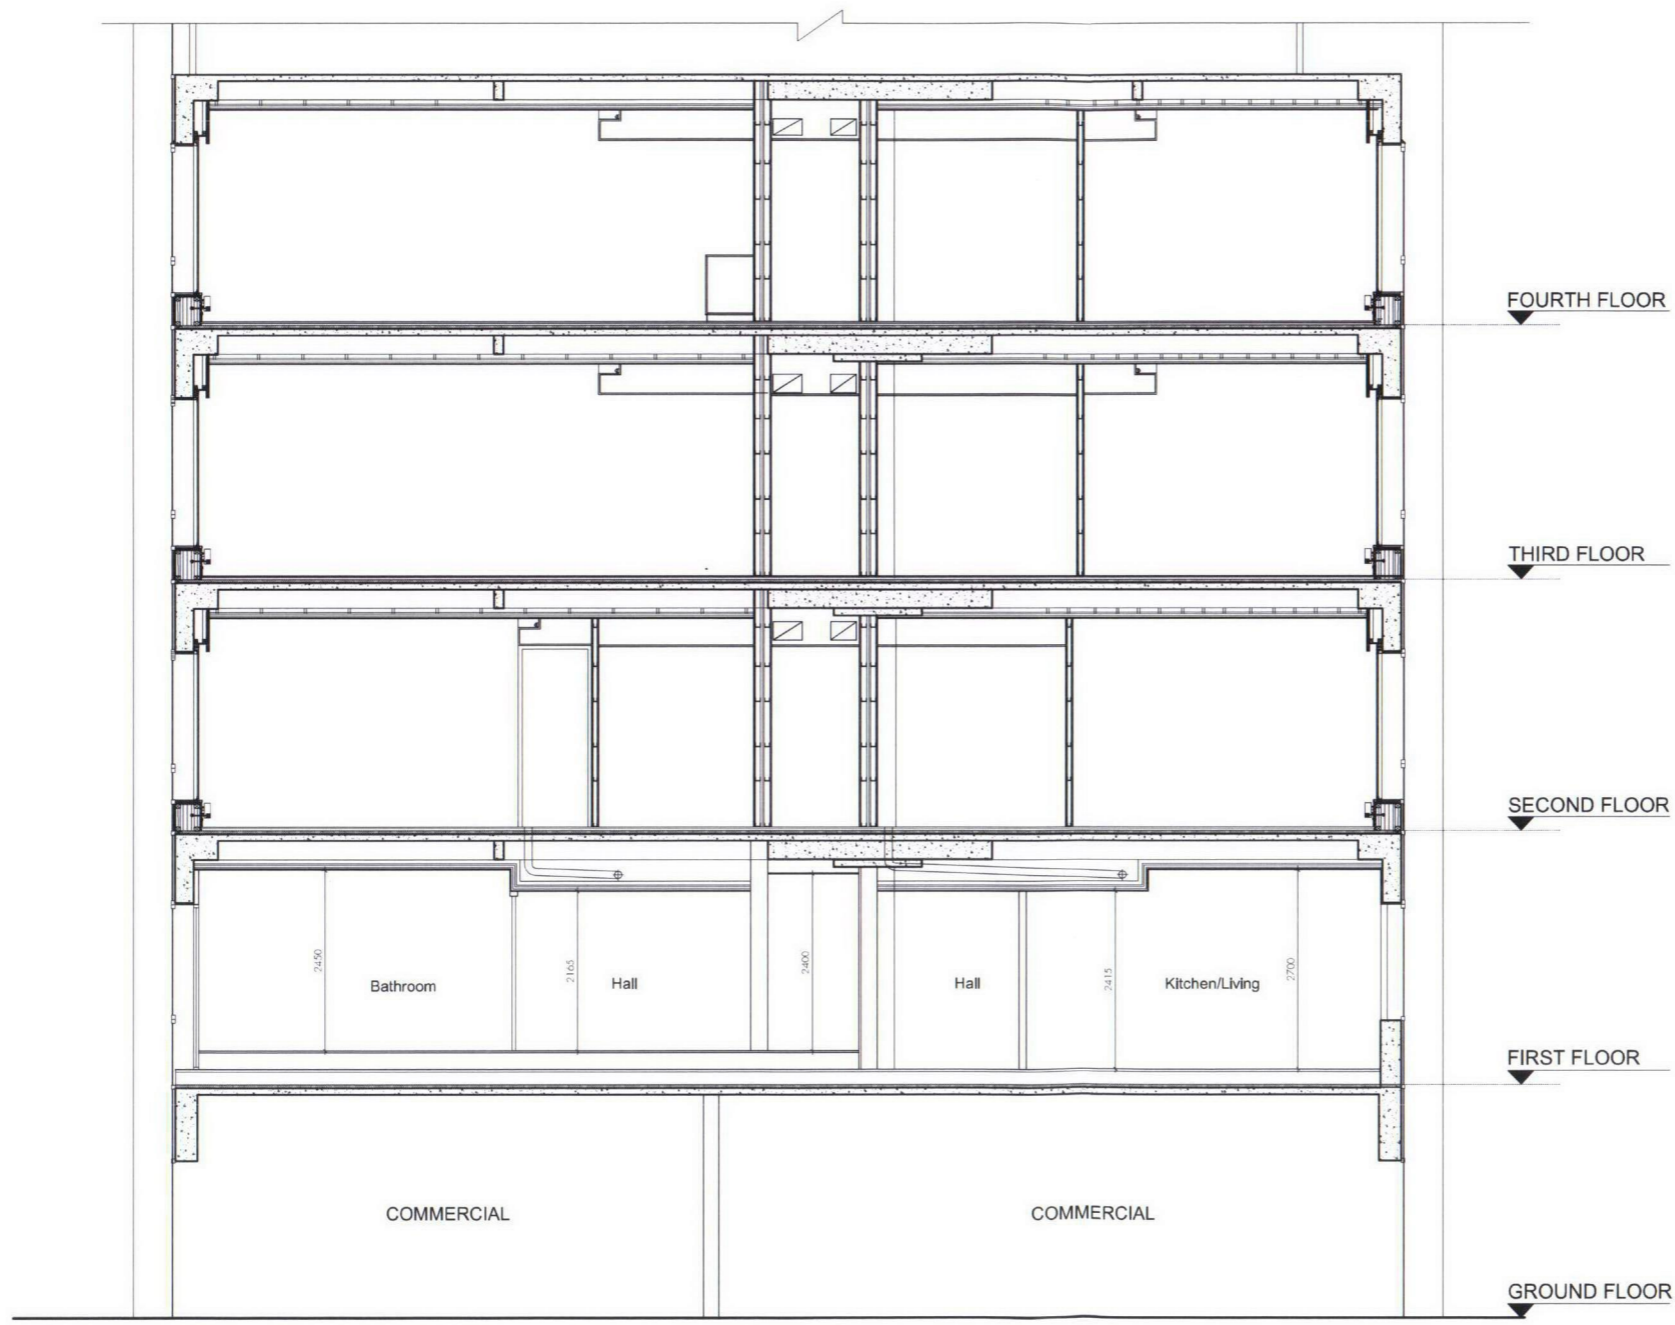 FOURTH FLOOR
THIRD FLOOR
SECOND FLOOR
2450
Bathroom
2165
Hall
2400
Hall
2415
Kitchen/Living
2700
FIRST FLOOR
COMMERCIAL
COMMERCIAL
GROUND FLOOR